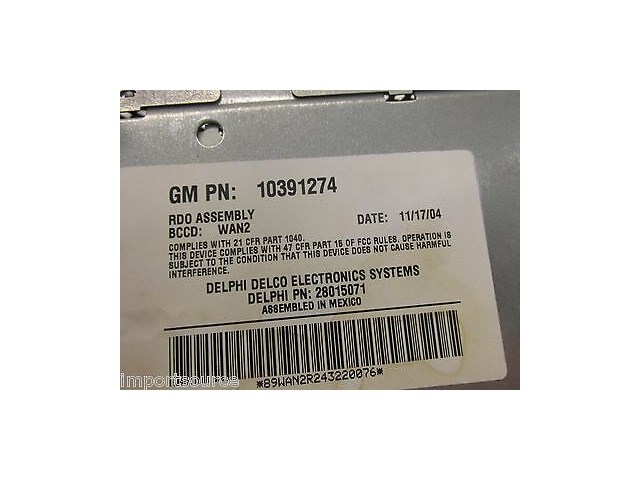 GM PN: 10391274
RDO ASSEMBLY
BCCD: WAN2 DATE: 11/17/04
COMPLIES WITH 21 CFR PART 1040.
THIS DEVICE COMPLIES WITH 47 CFR PART 15 OF FCC RULES. OPERATION IS
SUBJECT TO THE CONDITION THAT THIS DEVICE DOES NOT CAUSE HARMFUL
INTERFERENCE
DELPHI DELCO ELECTRONICS SYSTEMS
DELPHI PN: 28015071
ASSEMBLED IN MEXICO
*89WAN2R243220076*
importsource